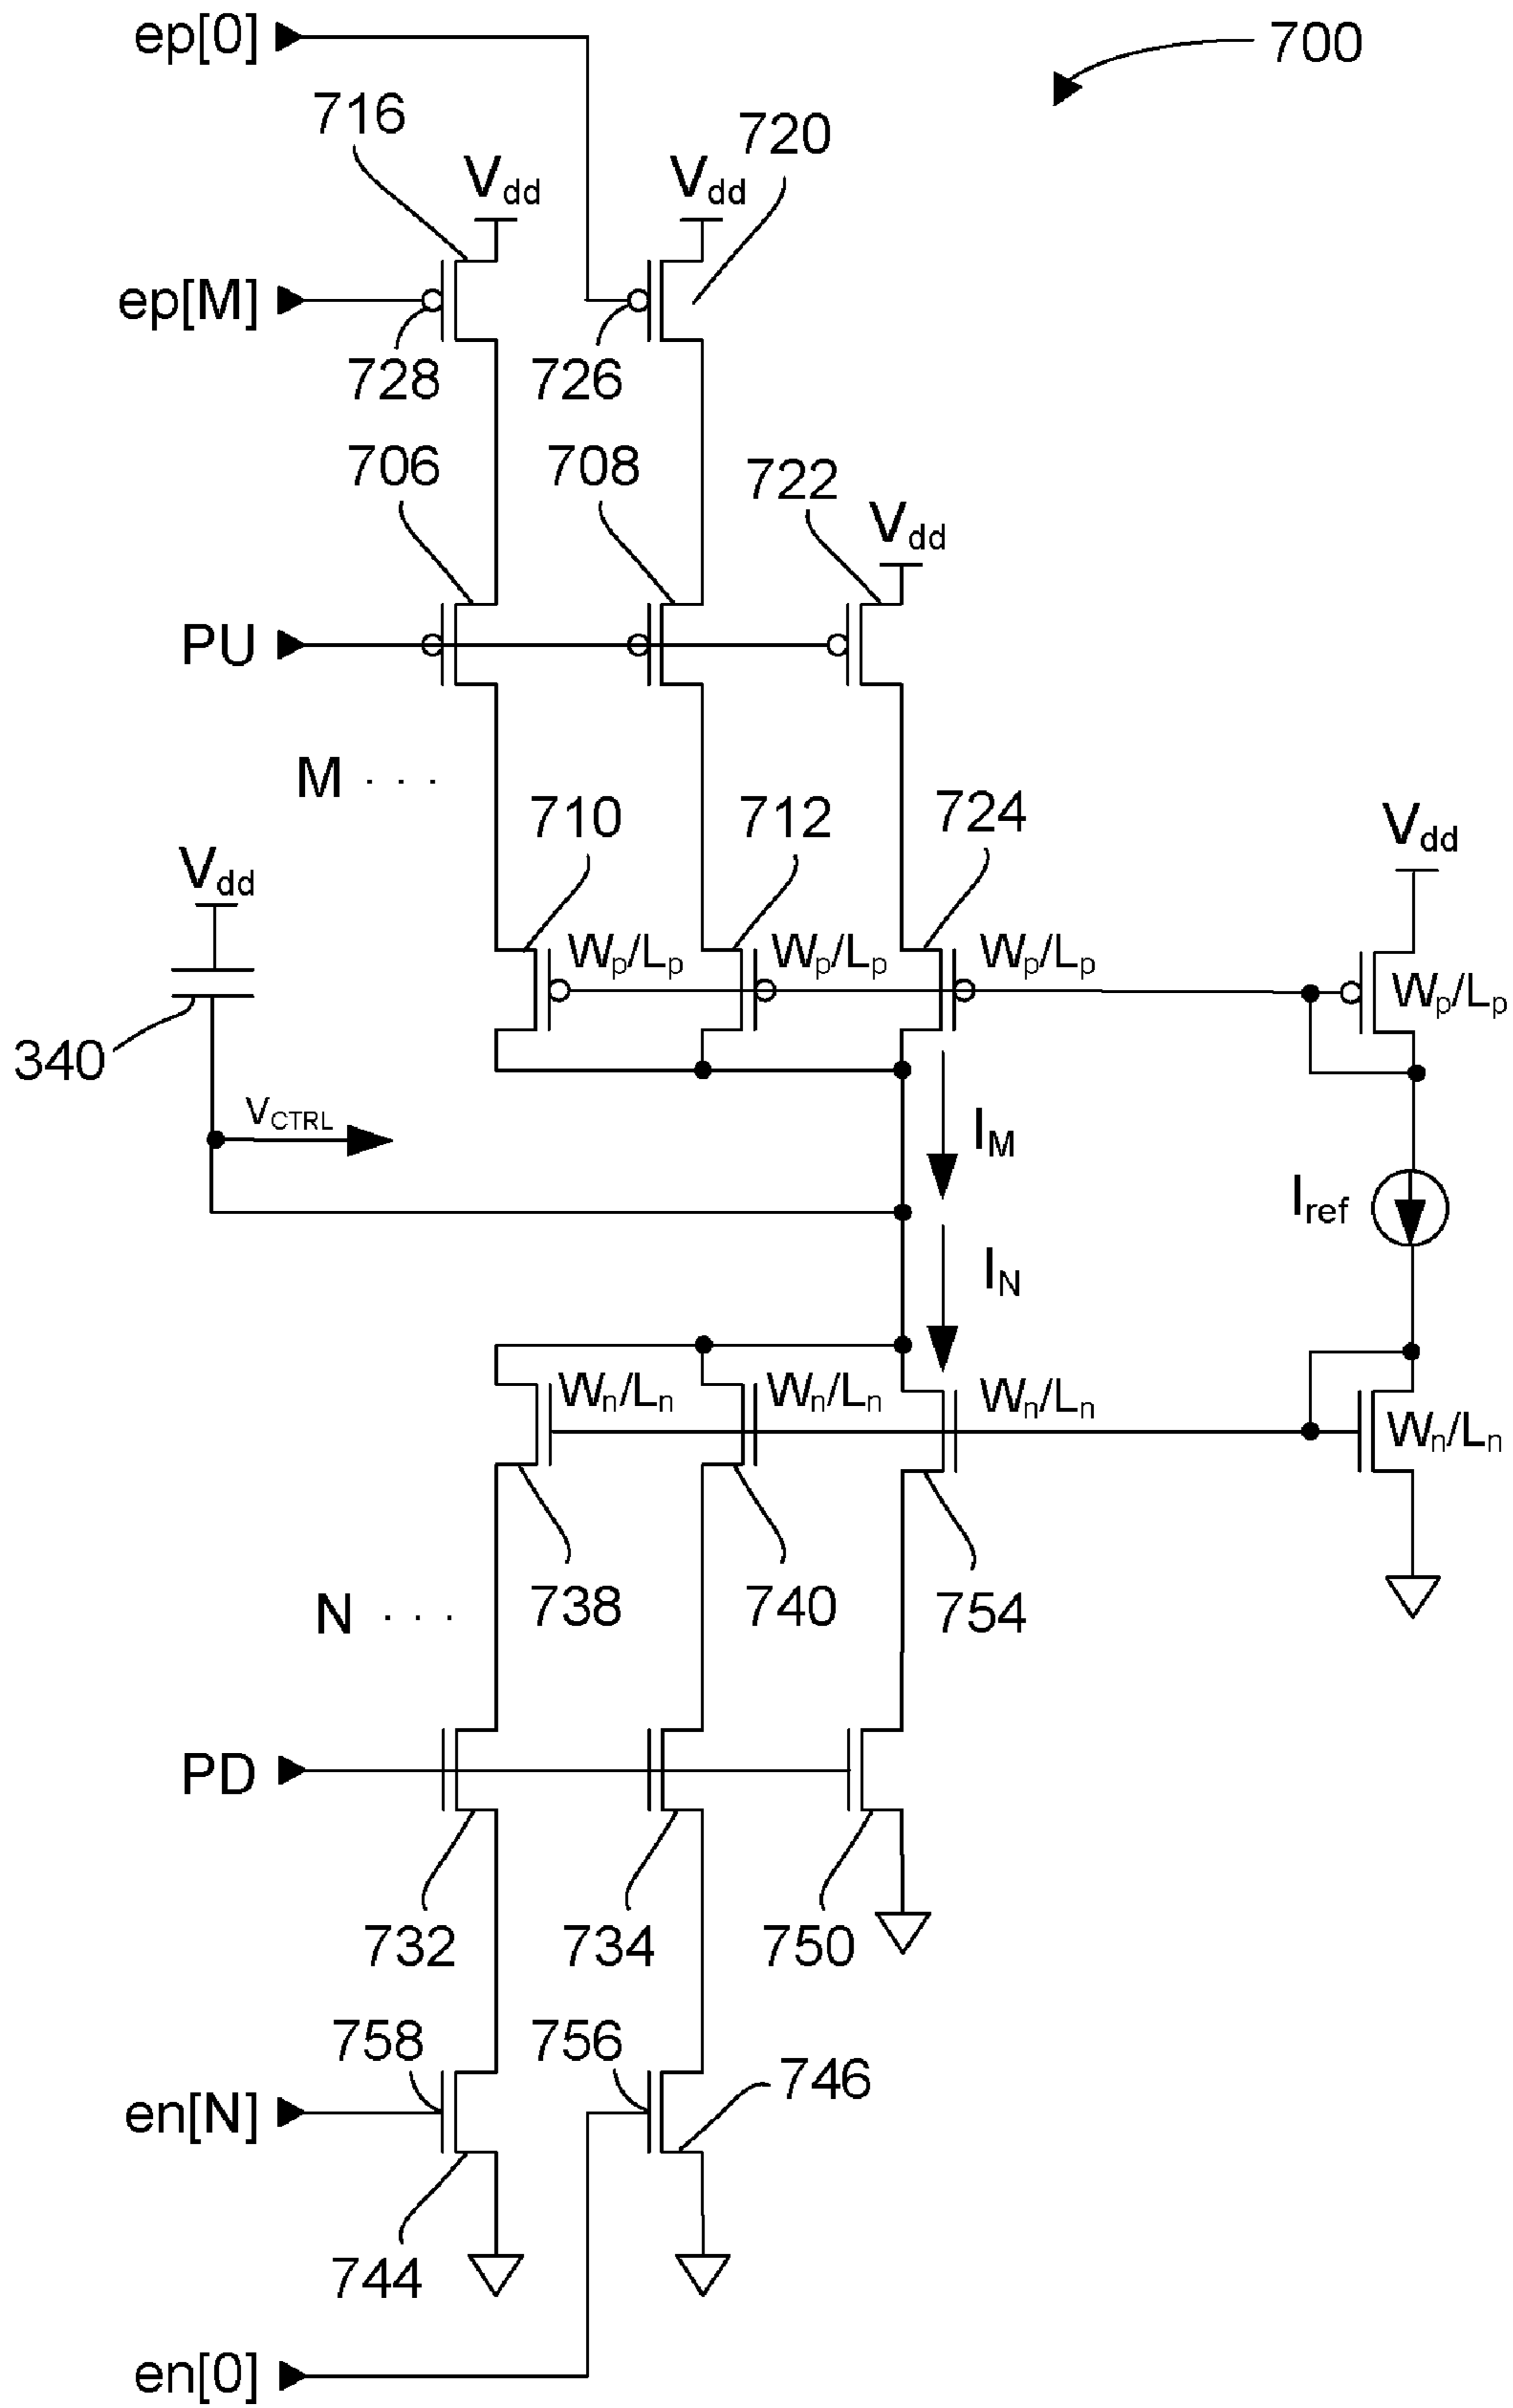 ep[0]
700
716
720
Vdd
Vdd
ep[M]
728
726
706
708
722
Vdd
PU
M . . .
710
712
724
Vdd
Vdd
Wp/Lp
Wp/Lp
Wp/Lp
Wp/Lp
340
VCTRL
IM
Iref
IN
Wn/Ln
Wn/Ln
Wn/Ln
Wn/Ln
N . . .
738
740
754
PD
732
734
750
758
756
746
en[N]
744
en[0]